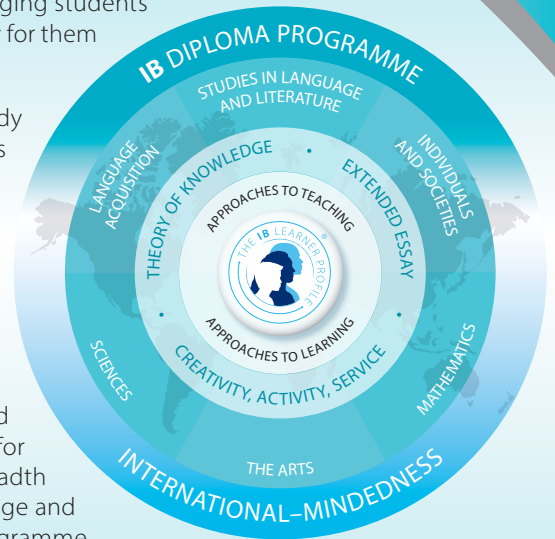 ging students
for them
dy
s
d
for
adth
ge and
gramme
IB DIPLOMA PROGRAMME
STUDIES IN LANGUAGE
AND LITERATURE
INDIVIDUALS
AND SOCIETIES
MATHEMATICS
THE ARTS
SCIENCES
LANGUAGE
ACQUISITION
THEORY OF KNOWLEDGE
EXTENDED ESSAY
CREATIVITY, ACTIVITY, SERVICE
APPROACHES TO TEACHING
APPROACHES TO LEARNING
THE IB LEARNER PROFILE®
INTERNATIONAL–MINDEDNESS